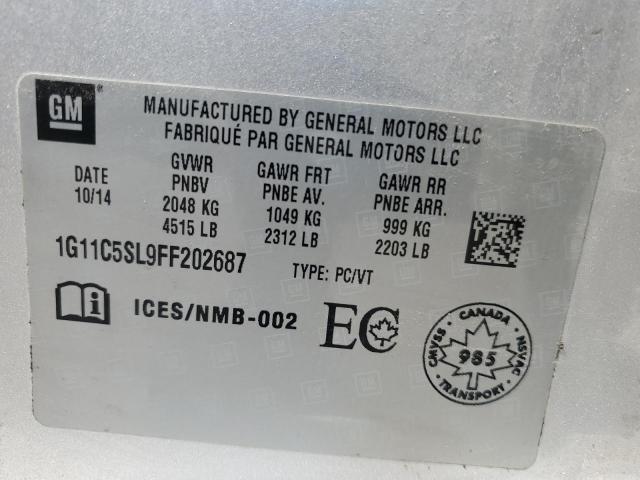 GM
MANUFACTURED BY GENERAL MOTORS LLC
FABRIQUÉ PAR GENERAL MOTORS LLC
DATE
10/14
GVWR
PNBV
2048 KG
4515 LB
GAWR FRT
PNBE AV.
1049 KG
2312 LB
GAWR RR
PNBE ARR.
999 KG
2203 LB
1G11C5SL9FF202687
TYPE: PC/VT
i
ICES/NMB-002
EC
CANADA
CMVSS
NSVAC
985
TRANSPORT